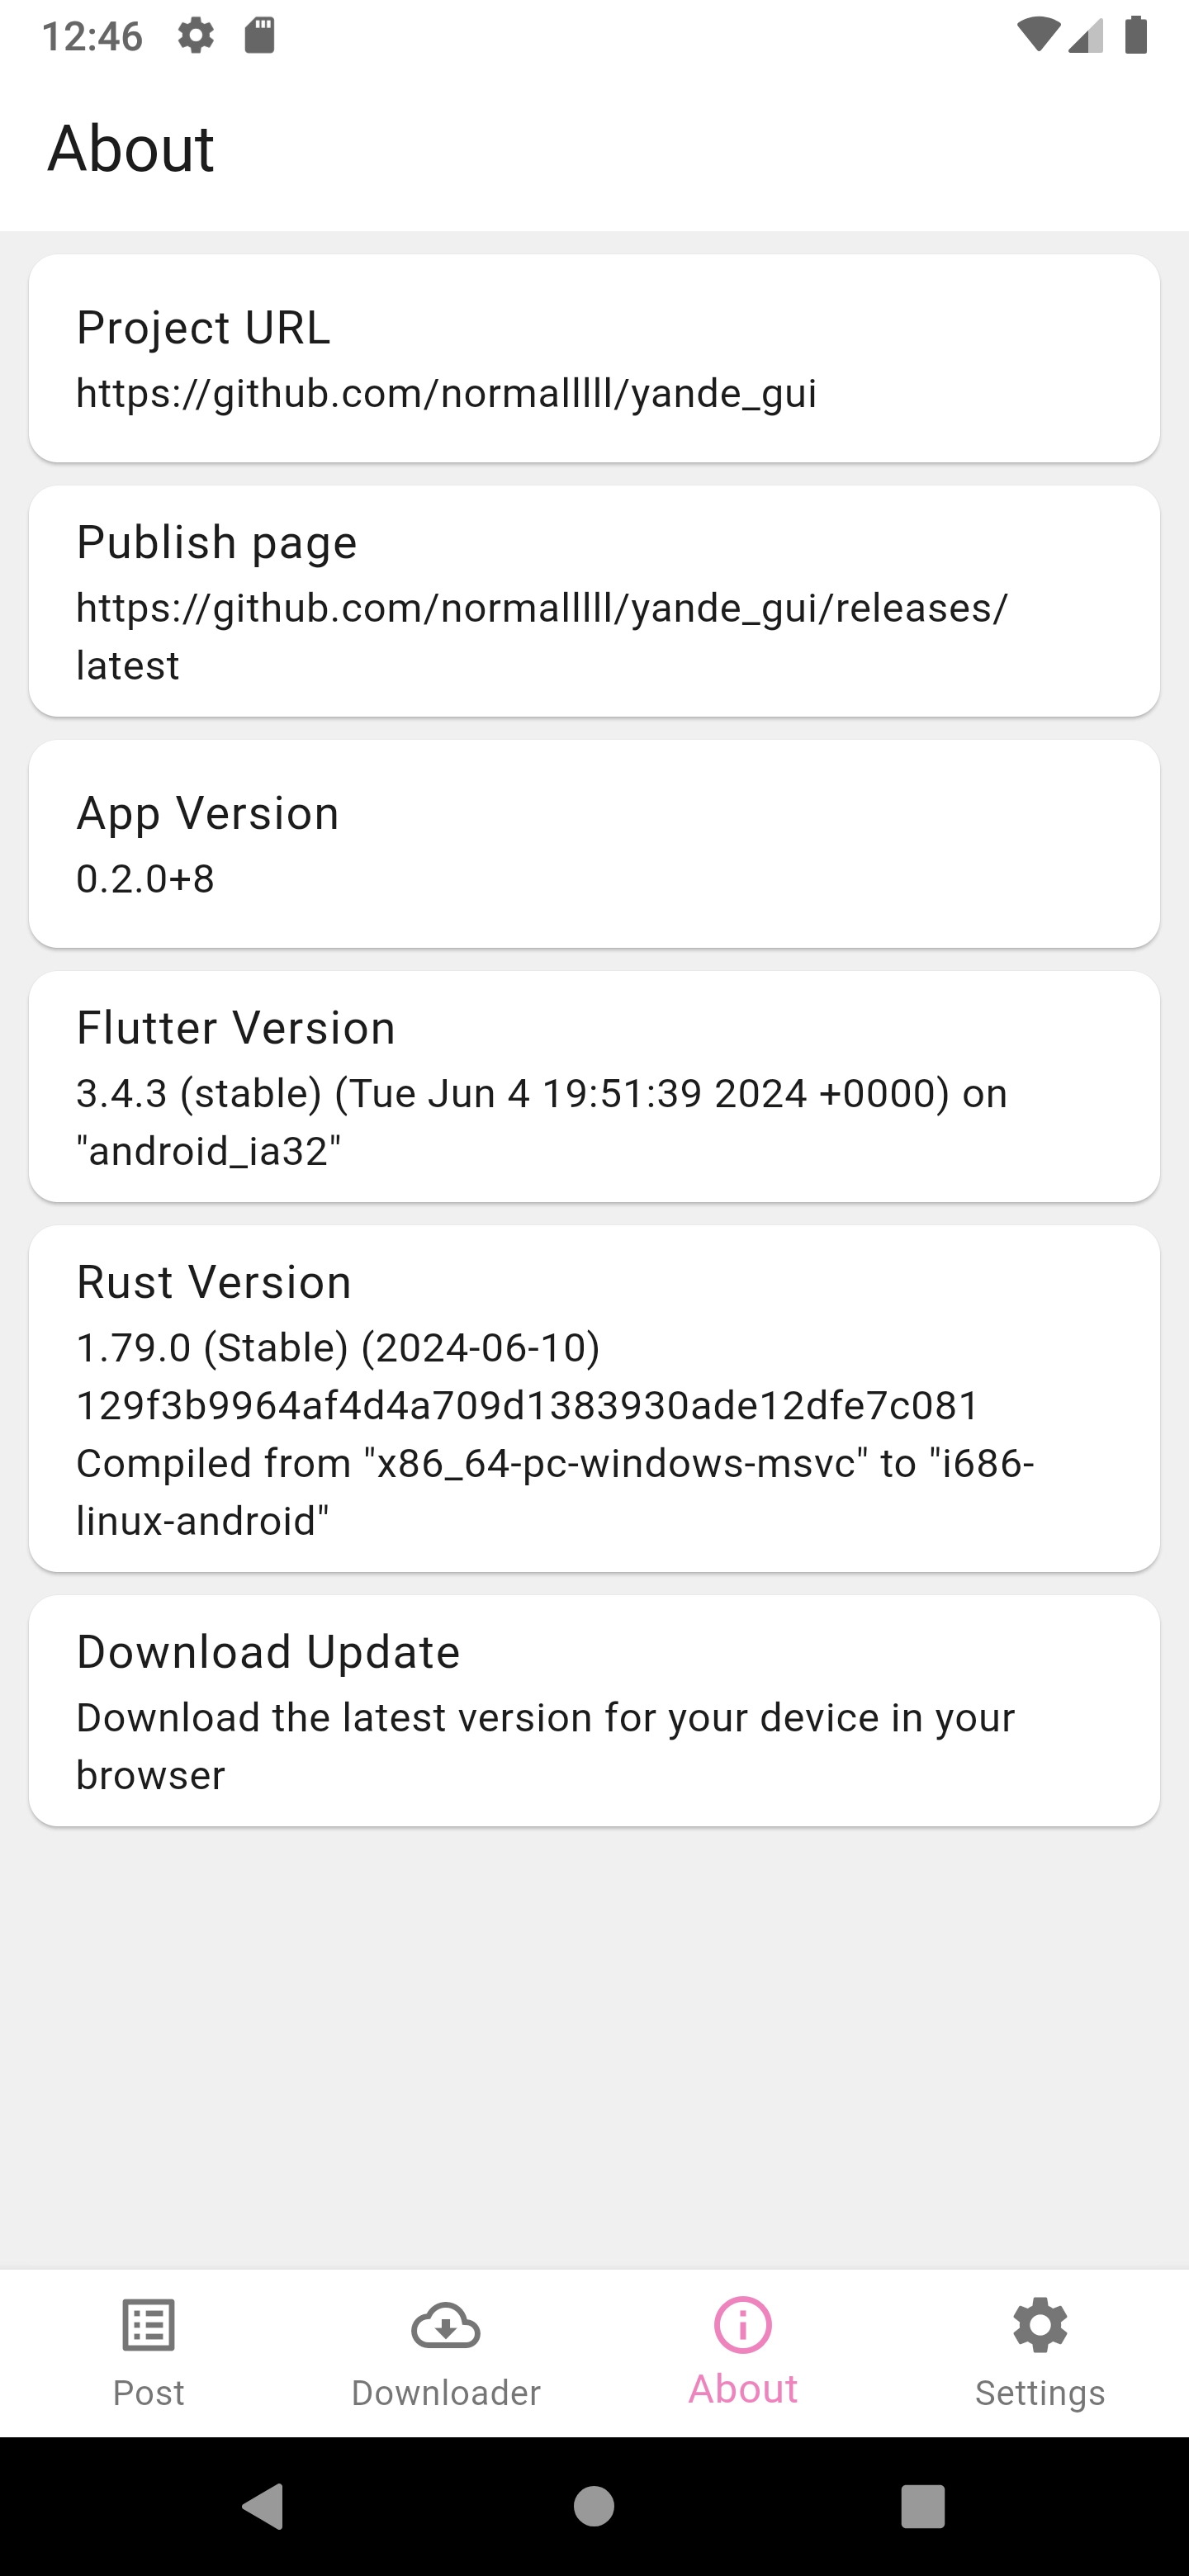 12:46
About
Project URL
https://github.com/normalllll/yande_gui
Publish page
https://github.com/normalllll/yande_gui/releases/
latest
App Version
0.2.0+8
Flutter Version
3.4.3 (stable) (Tue Jun 4 19:51:39 2024 +0000) on
"android_ia32"
Rust Version
1.79.0 (Stable) (2024-06-10)
129f3b9964af4d4a709d1383930ade12dfe7c081
Compiled from "x86_64-pc-windows-msvc" to "i686-
linux-android"
Download Update
Download the latest version for your device in your
browser
Post
Downloader
About
Settings